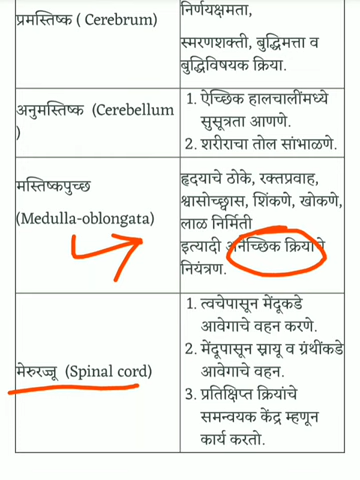 प्रमस्तिष्क ( Cerebrum)
निर्णयक्षमता,
स्मरणशक्ती, बुद्धिमत्ता व
बुद्धिविषयक क्रिया.
अनुमस्तिष्क (Cerebellum
)
1. ऐच्छिक हालचालींमध्ये
सुसूत्रता आणणे.
2. शरीराचा तोल सांभाळणे.
मस्तिष्कपुच्छ
(Medulla-oblongata)
हृदयाचे ठोके, रक्तप्रवाह,
श्वासोच्छ्वास, शिंकणे, खोकणे,
लाळ निर्मिती
इत्यादी अनैच्छिक क्रियांचे
नियंत्रण.
मेरुरज्जू (Spinal cord)
1. त्वचेपासून मेंदूकडे
आवेगाचे वहन करणे.
2. मेंदूपासून स्नायू व ग्रंथींकडे
आवेगाचे वहन.
3. प्रतिक्षिप्त क्रियांचे
समन्वयक केंद्र म्हणून
कार्य करतो.